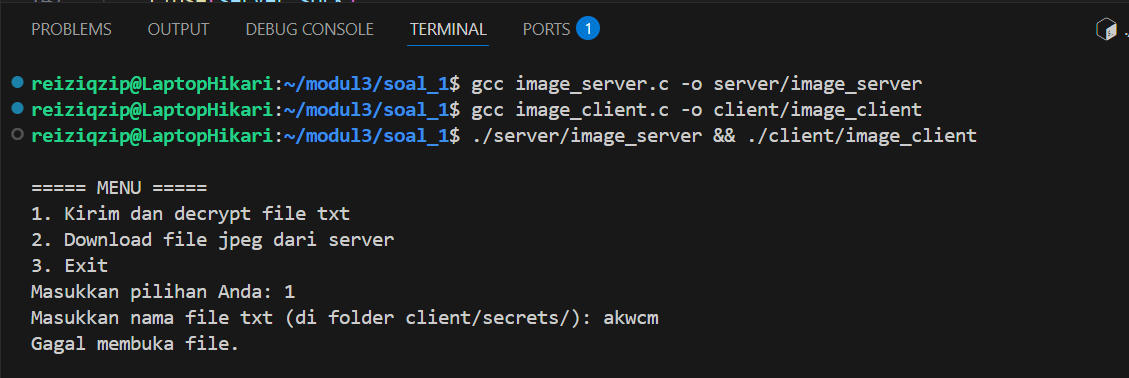 PROBLEMS OUTPUT DEBUG CONSOLE TERMINAL PORTS 1
reiziqzip@LaptopHikari:~/modul3/soal_1$ gcc image_server.c -o server/image_server
reiziqzip@LaptopHikari:~/modul3/soal_1$ gcc image_client.c -o client/image_client
reiziqzip@LaptopHikari:~/modul3/soal_1$ ./server/image_server && ./client/image_client

===== MENU =====
1. Kirim dan decrypt file txt
2. Download file jpeg dari server
3. Exit
Masukkan pilihan Anda: 1
Masukkan nama file txt (di folder client/secrets/): akwcm
Gagal membuka file.